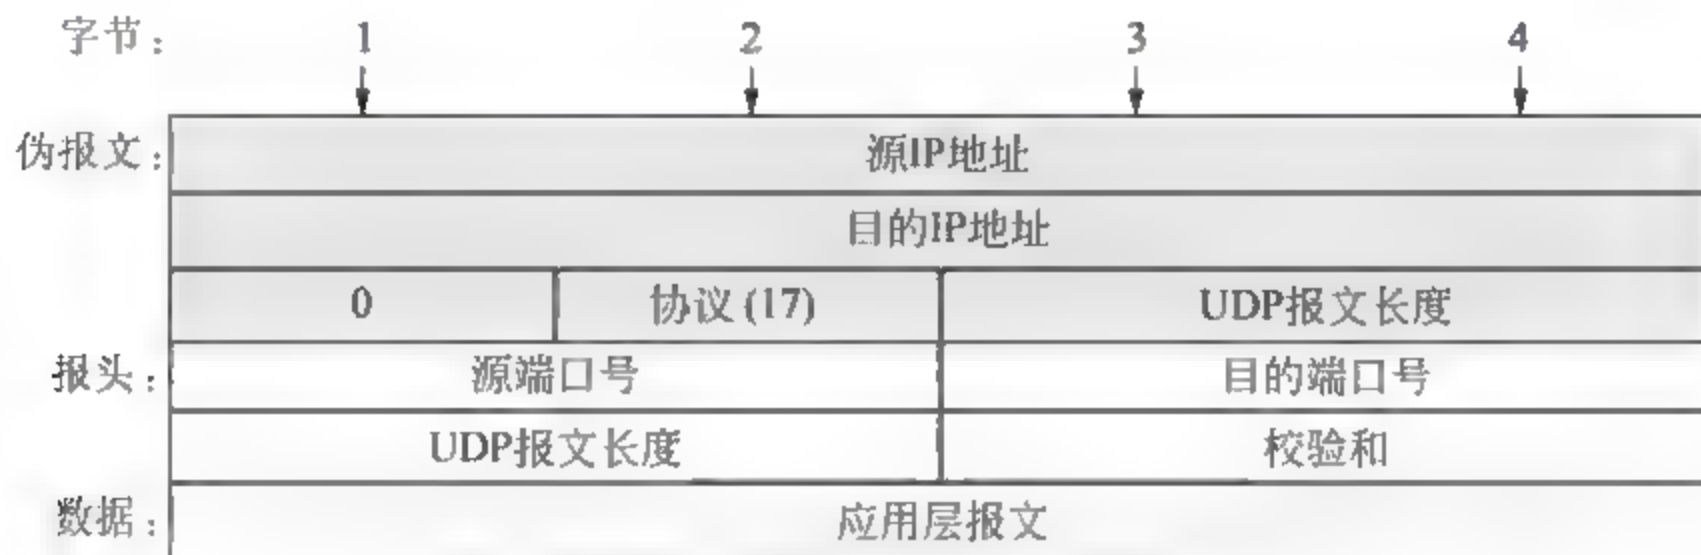 字节： 1 2 3 4
伪报文： 源IP地址
目的IP地址
0 协议 (17) UDP报文长度
报头： 源端口号 目的端口号
UDP报文长度 校验和
数据： 应用层报文